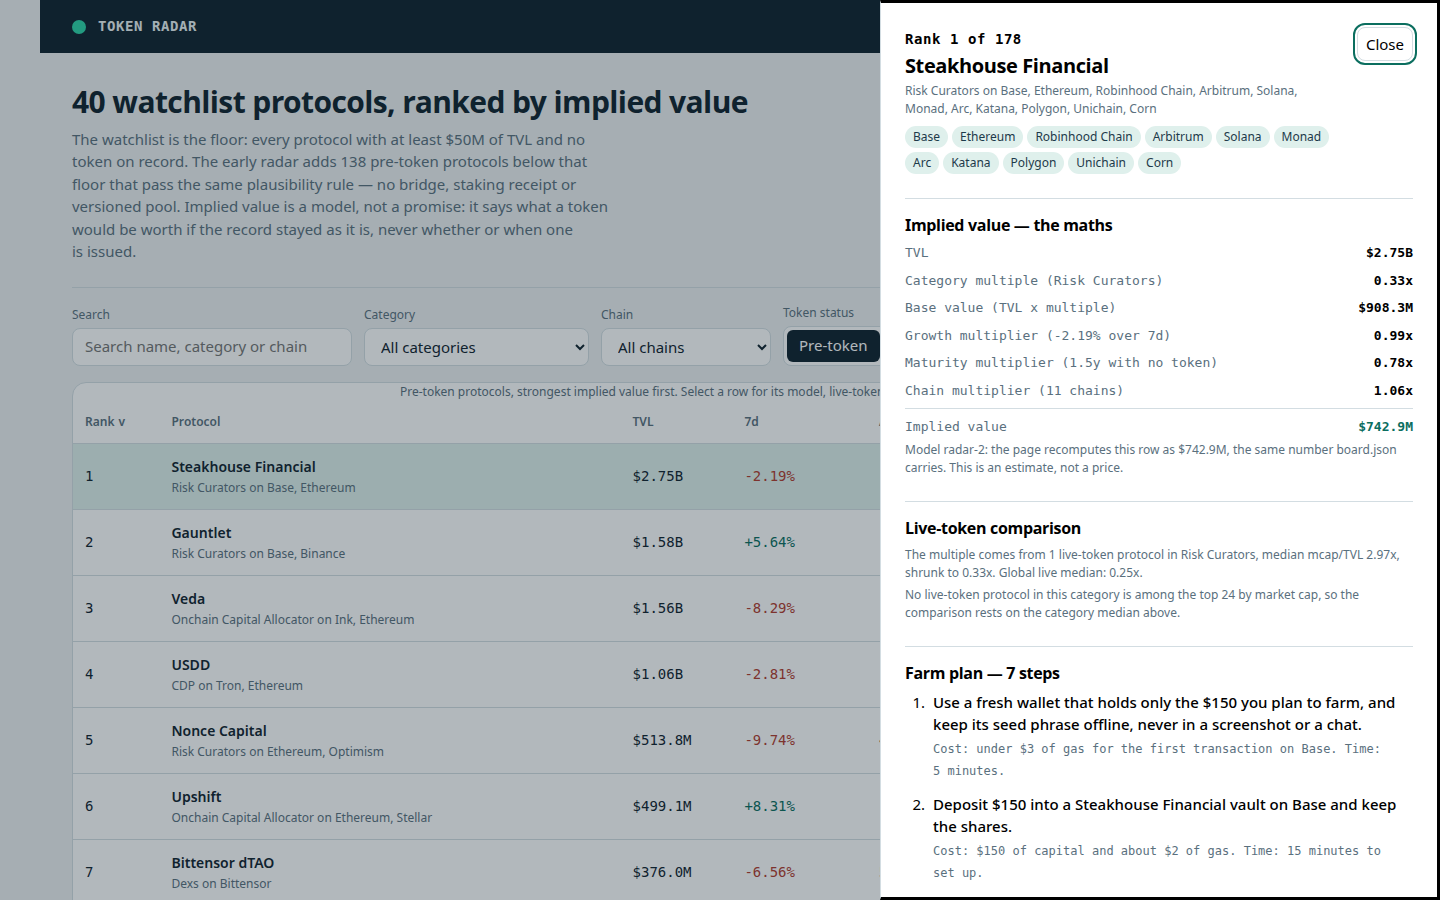 TOKEN RADAR
40 watchlist protocols, ranked by implied value
The watchlist is the floor: every protocol with at least $50M of TVL and no
token on record. The early radar adds 138 pre-token protocols below that
floor that pass the same plausibility rule — no bridge, staking receipt or
versioned pool. Implied value is a model, not a promise: it says what a token
would be worth if the record stayed as it is, never whether or when one
is issued.
Search
Category
Chain
Token status
Search name, category or chain
All categories
All chains
Pre-token
Pre-token protocols, strongest implied value first. Select a row for its model, live-token
Rank v
Protocol
TVL
7d
1
Steakhouse Financial
Risk Curators on Base, Ethereum
$2.75B
-2.19%
2
Gauntlet
Risk Curators on Base, Binance
$1.58B
+5.64%
3
Veda
Onchain Capital Allocator on Ink, Ethereum
$1.56B
-8.29%
4
USDD
CDP on Tron, Ethereum
$1.06B
-2.81%
5
Nonce Capital
Risk Curators on Ethereum, Optimism
$513.8M
-9.74%
6
Upshift
Onchain Capital Allocator on Ethereum, Stellar
$499.1M
+8.31%
7
Bittensor dTAO
Dexs on Bittensor
$376.0M
-6.56%
Rank 1 of 178
Close
Steakhouse Financial
Risk Curators on Base, Ethereum, Robinhood Chain, Arbitrum, Solana,
Monad, Arc, Katana, Polygon, Unichain, Corn
Base Ethereum Robinhood Chain Arbitrum Solana Monad
Arc Katana Polygon Unichain Corn
Implied value — the maths
TVL $2.75B
Category multiple (Risk Curators) 0.33x
Base value (TVL x multiple) $908.3M
Growth multiplier (-2.19% over 7d) 0.99x
Maturity multiplier (1.5y with no token) 0.78x
Chain multiplier (11 chains) 1.06x
Implied value $742.9M
Model radar-2: the page recomputes this row as $742.9M, the same number board.json
carries. This is an estimate, not a price.
Live-token comparison
The multiple comes from 1 live-token protocol in Risk Curators, median mcap/TVL 2.97x,
shrunk to 0.33x. Global live median: 0.25x.
No live-token protocol in this category is among the top 24 by market cap, so the
comparison rests on the category median above.
Farm plan — 7 steps
1. Use a fresh wallet that holds only the $150 you plan to farm, and
keep its seed phrase offline, never in a screenshot or a chat.
Cost: under $3 of gas for the first transaction on Base. Time:
5 minutes.
2. Deposit $150 into a Steakhouse Financial vault on Base and keep
the shares.
Cost: $150 of capital and about $2 of gas. Time: 15 minutes to
set up.